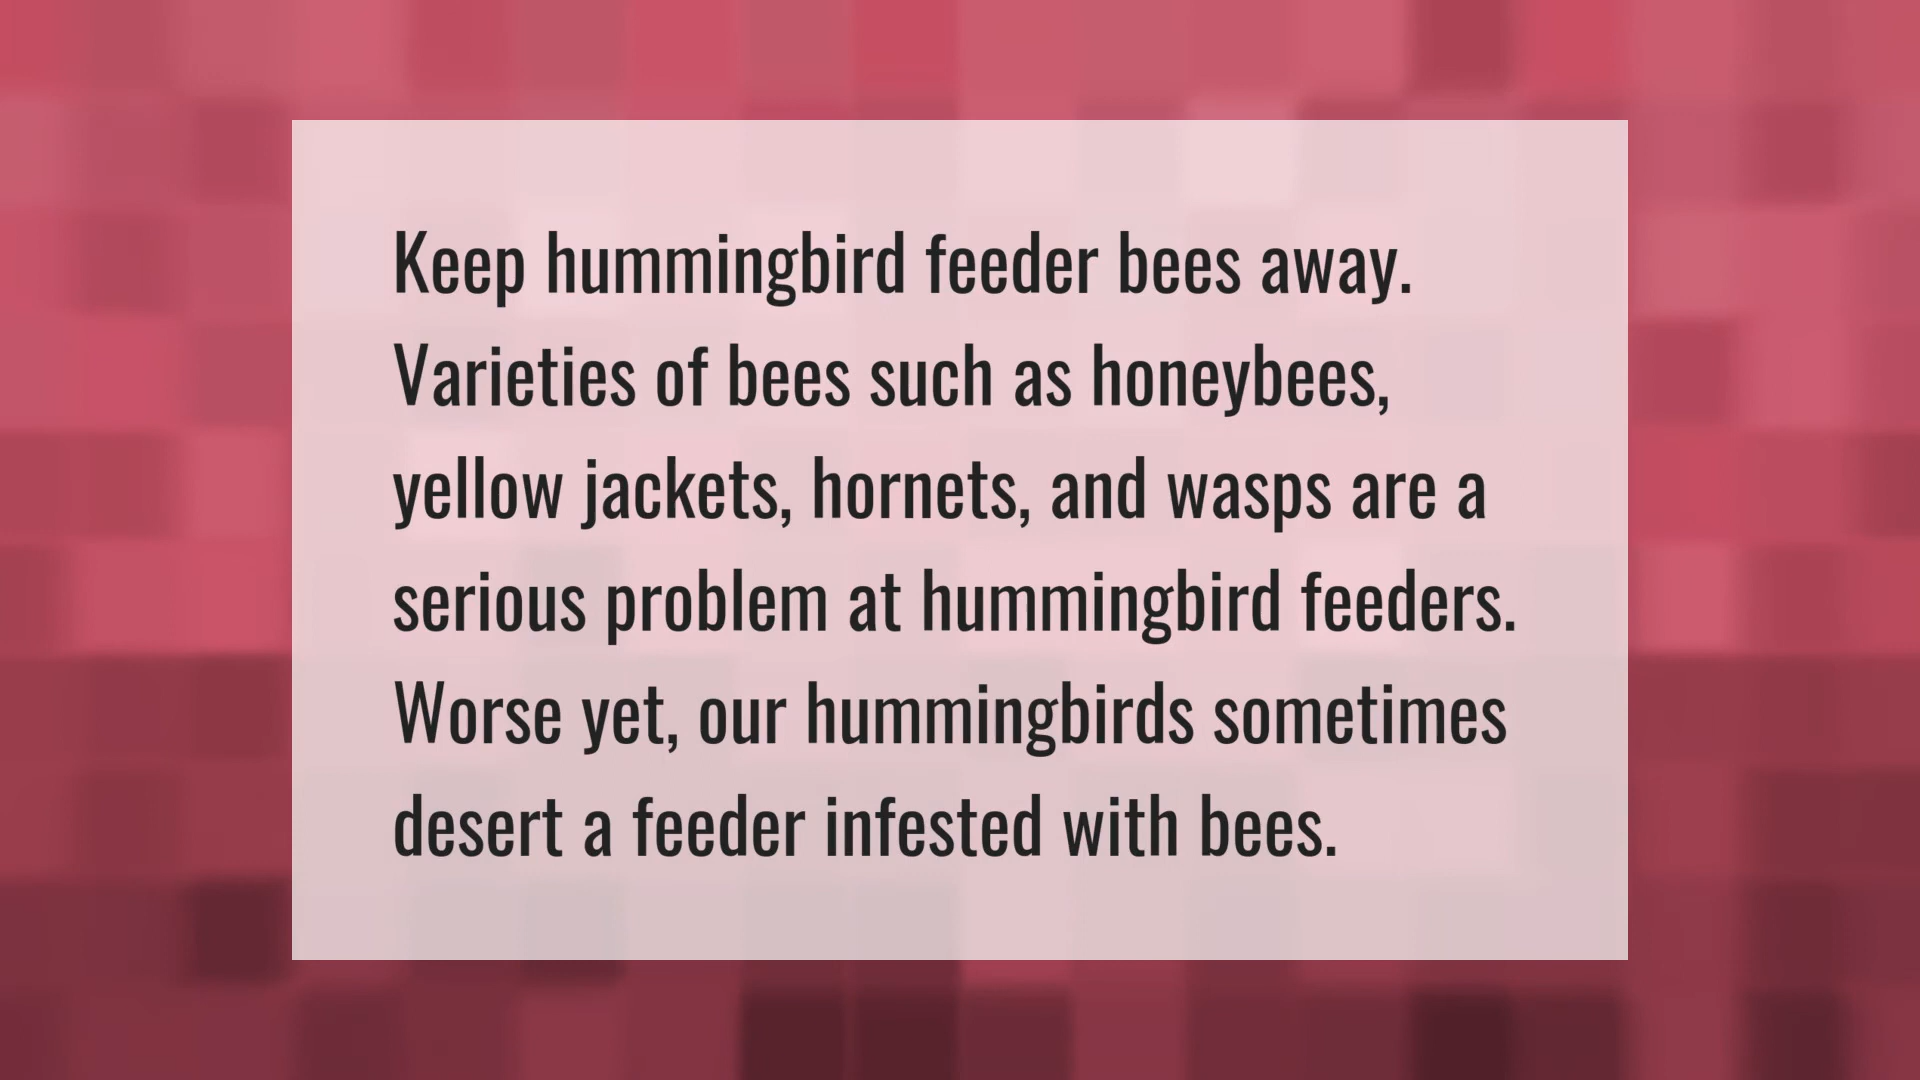 Keep hummingbird feeder bees away.
Varieties of bees such as honeybees,
yellow jackets, hornets, and wasps are a
serious problem at hummingbird feeders.
Worse yet, our hummingbirds sometimes
desert a feeder infested with bees.